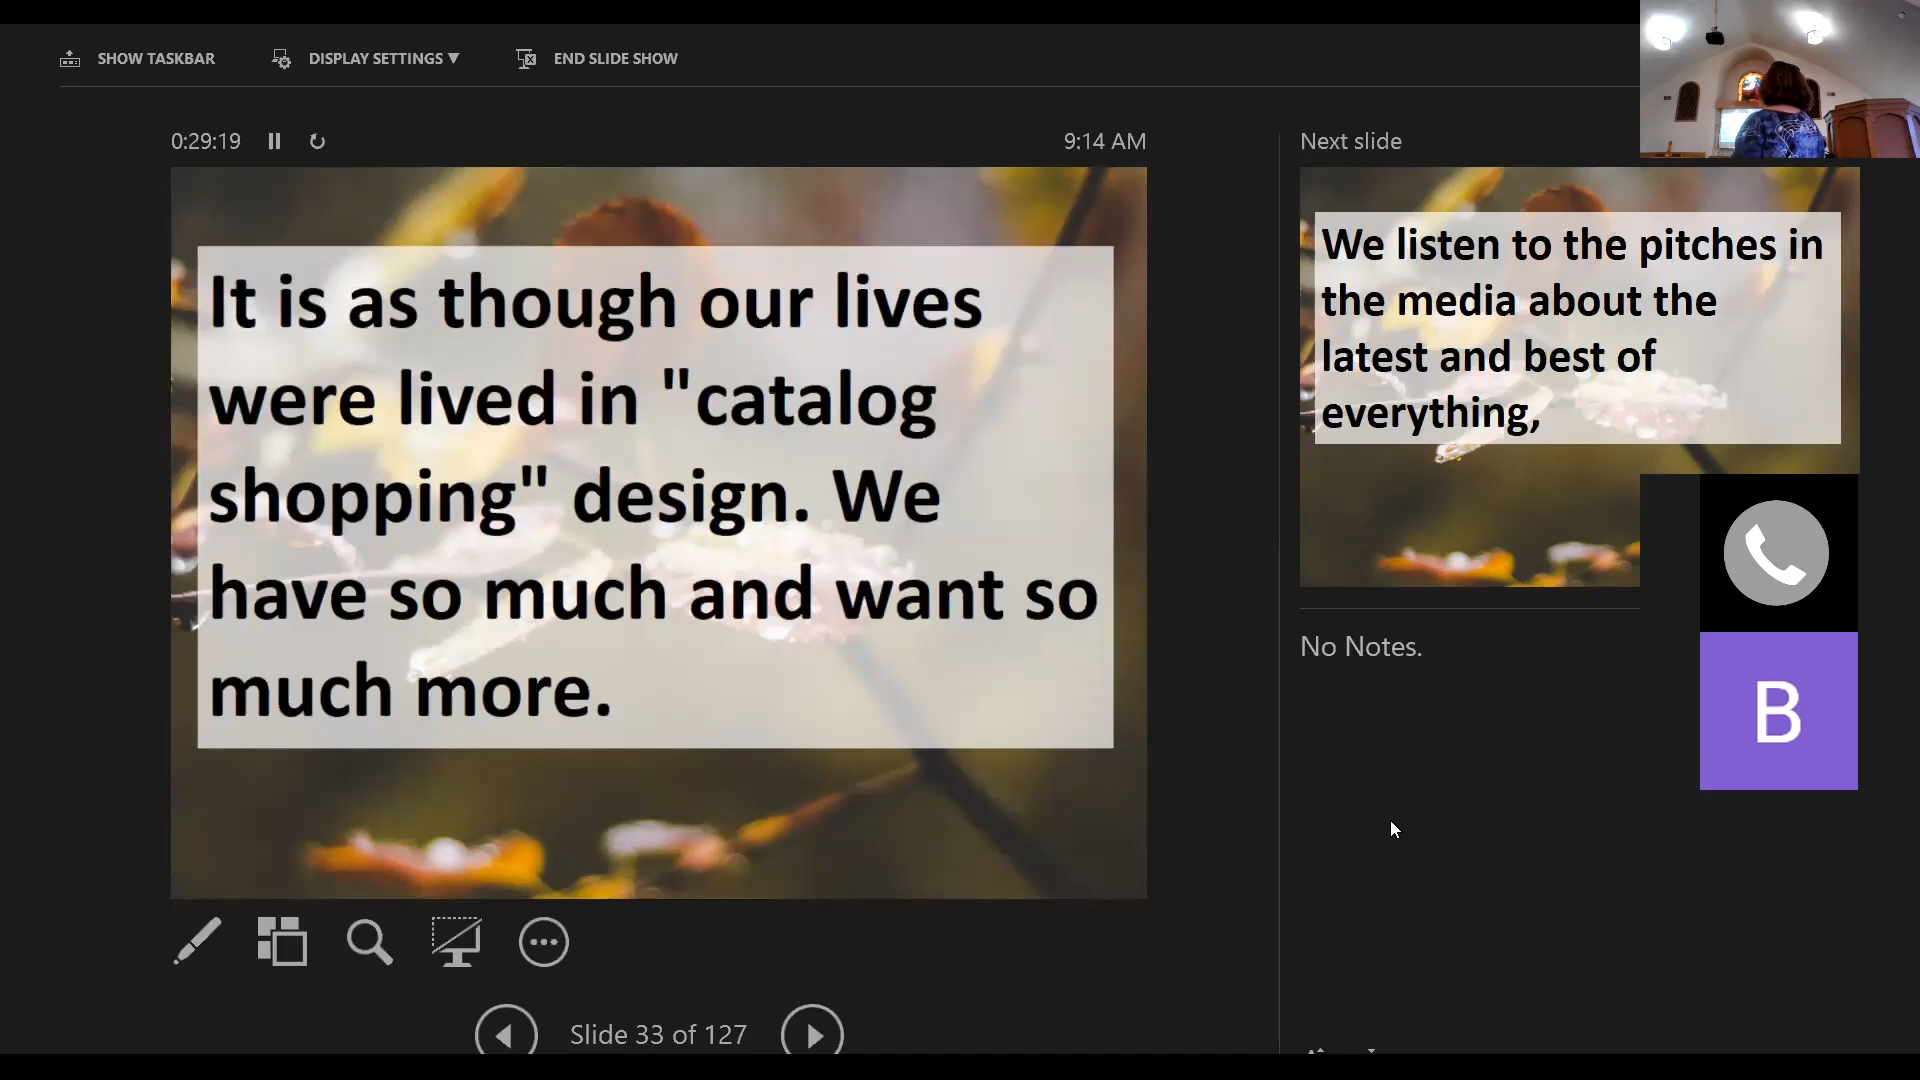 SHOW TASKBAR
DISPLAY SETTINGS ▼
END SLIDE SHOW
0:29:19
9:14 AM
It is as though our lives
were lived in "catalog
shopping" design. We
have so much and want so
much more.
Slide 33 of 127
Next slide
We listen to the pitches in
the media about the
latest and best of
everything,
No Notes.
B